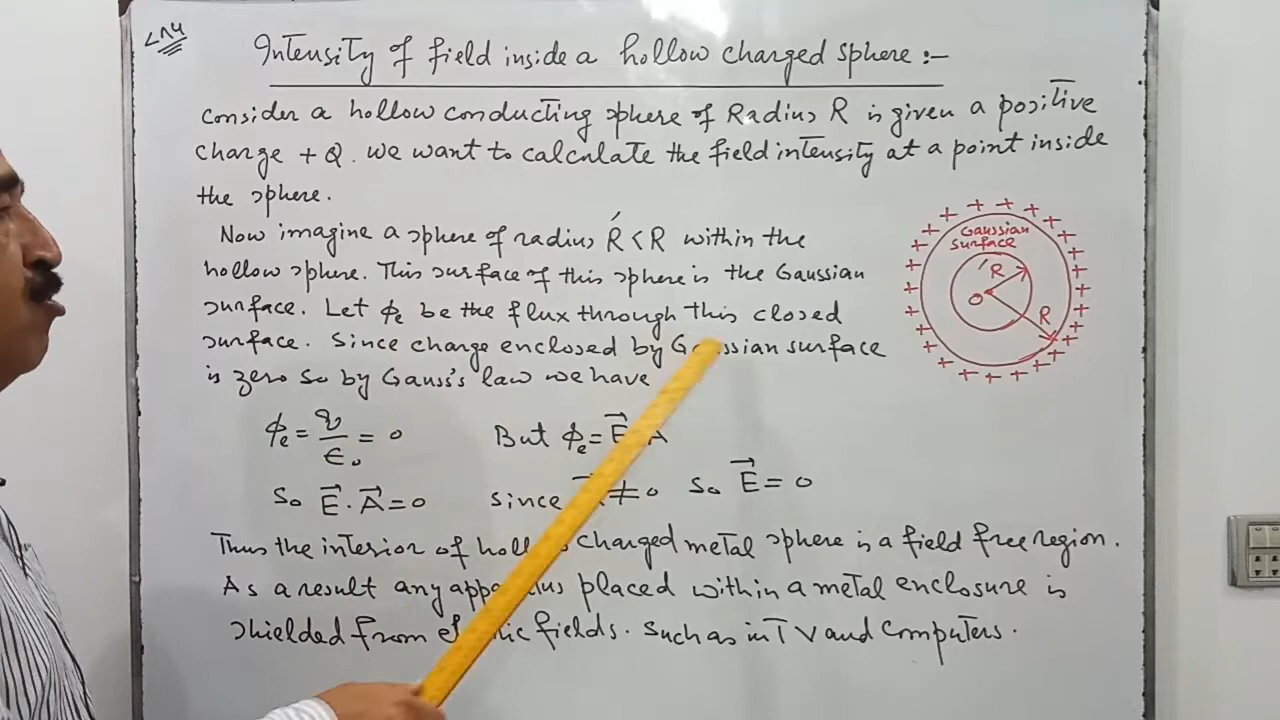 L n 4
Intensity of field inside a hollow charged sphere :-
Consider a hollow conducting sphere of Radius R is given a positive
charge + Q. we want to calculate the field intensity at a point inside
the sphere.
Now imagine a sphere of radius R' < R within the
hollow sphere. This surface of this sphere is the Gaussian
surface. Let ϕe be the flux through this closed
surface. Since charge enclosed by surface
is zero so by Gauss's law we have
ϕe = q/ε₀ = 0 But ϕe = E⃗ A
So E⃗ . A⃗ = 0 Since ≠ 0 So E⃗ = 0
Thus the interior of charged metal sphere is a field free region.
As a result any placed within a metal enclosure is
shielded from fields. Such as in TV and Computers.
+ + + + + + + + + + + + + + + + + + + + + + + + + +
Gaussian
surface
'R
O
R